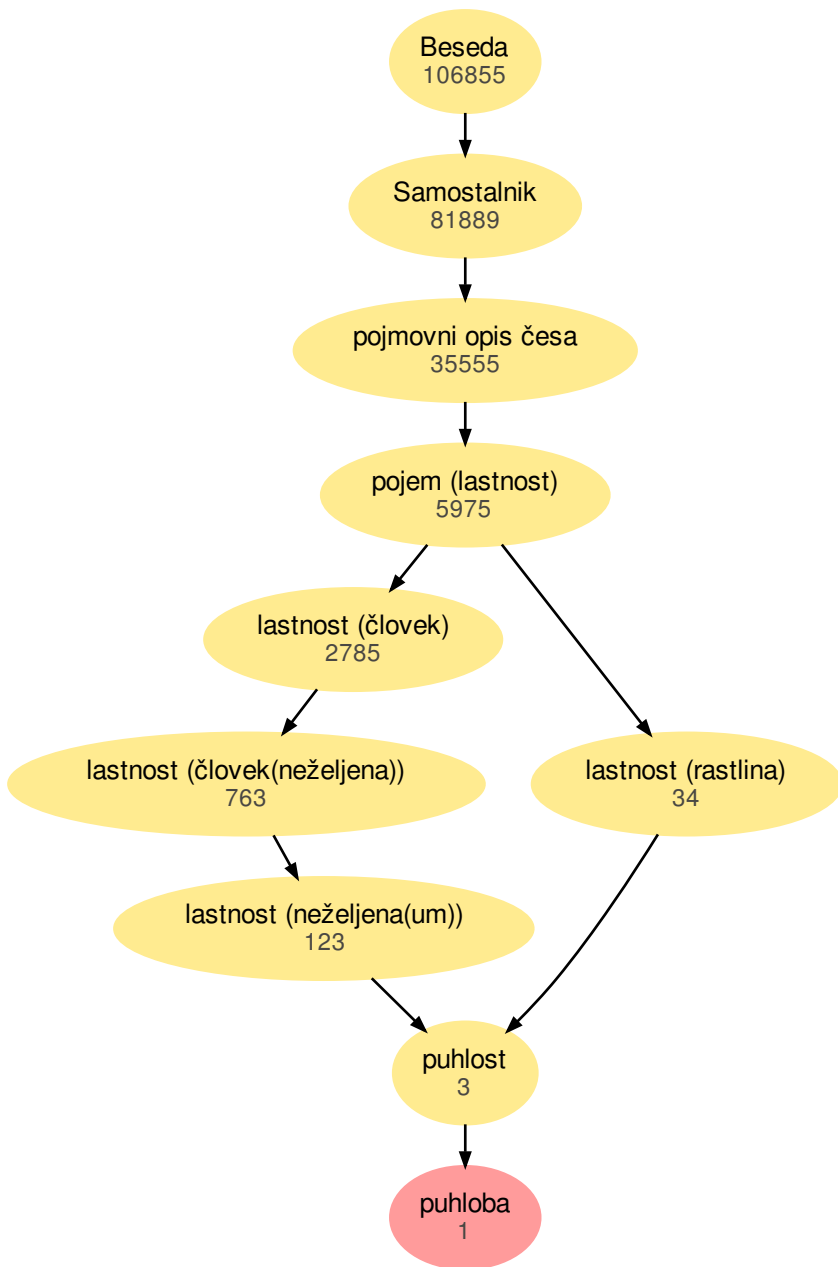 Beseda
106855
Samostalnik
81889
pojmovni opis česa
35555
pojem (lastnost)
5975
lastnost (človek)
2785
lastnost (človek(neželjena))
763
lastnost (rastlina)
34
lastnost (neželjena(um))
123
puhlost
3
puhloba
1